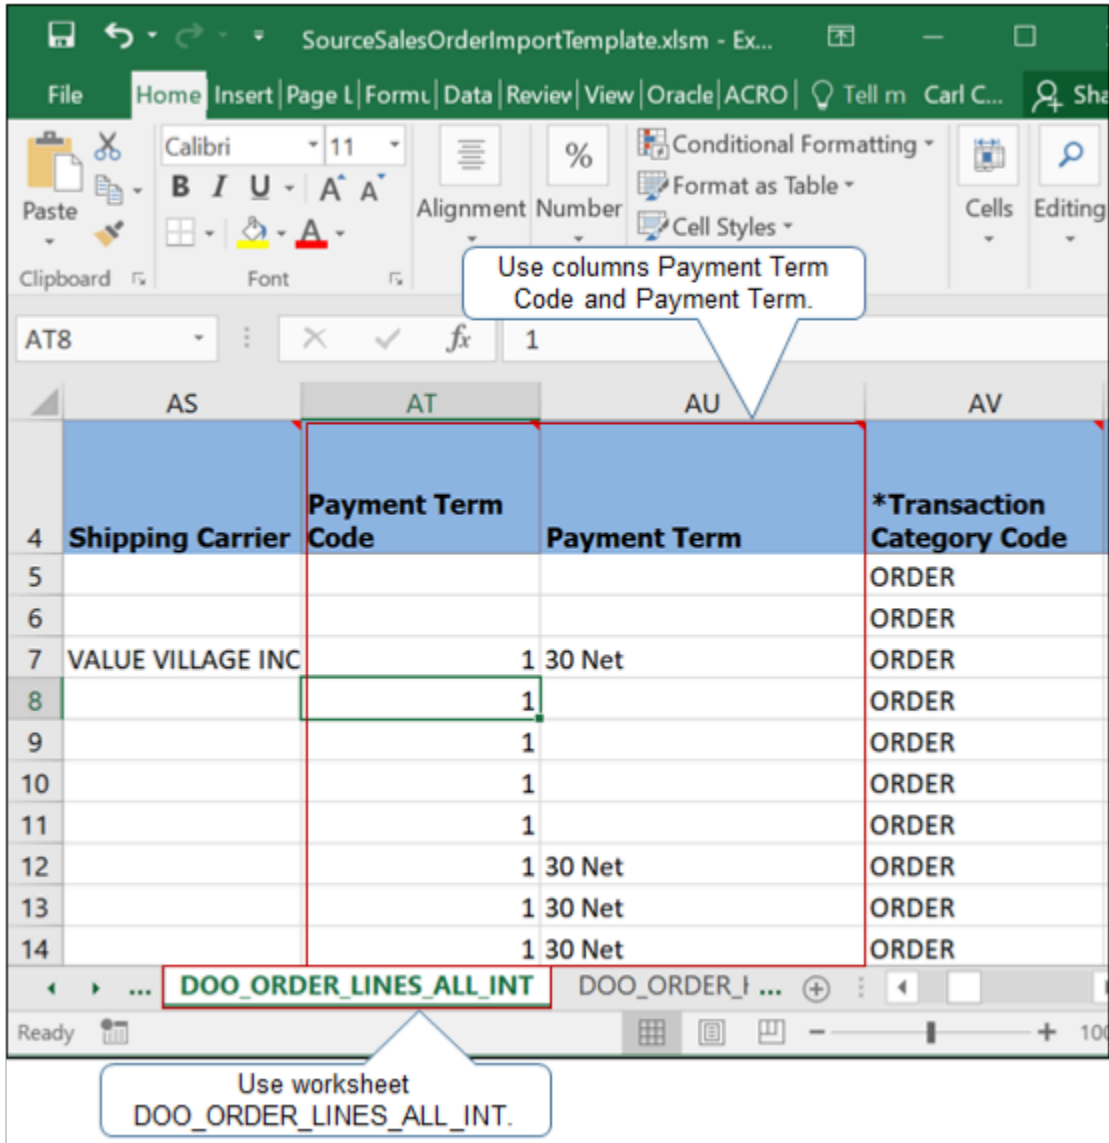 SourceSalesOrderImportTemplate.xlsm - Ex...
File Home Insert Page L Formu Data Review View Oracle ACRO Tell m Carl C... Sha
Calibri 11
Conditional Formatting
B I U A A
Format as Table
Paste
Alignment Number
Cells Editing
Cell Styles
Clipboard Font
Use columns Payment Term
Code and Payment Term.
AT8 fx 1
AS AT AU AV
4 Shipping Carrier Payment Term Code Payment Term *Transaction Category Code
5 ORDER
6 ORDER
7 VALUE VILLAGE INC 1 30 Net ORDER
8 1 ORDER
9 1 ORDER
10 1 ORDER
11 1 ORDER
12 1 30 Net ORDER
13 1 30 Net ORDER
14 1 30 Net ORDER
... DOO_ORDER_LINES_ALL_INT DOO_ORDER_ ...
Ready 100
Use worksheet
DOO_ORDER_LINES_ALL_INT.